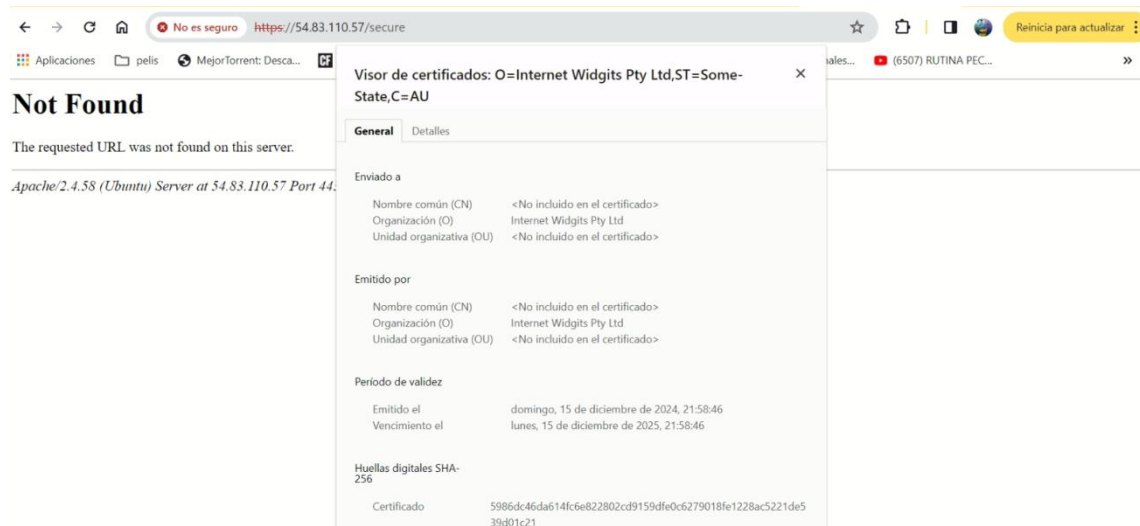 No es seguro https://54.83.110.57/secure
Reinicia para actualizar
Aplicaciones pelis MejorTorrent: Desca... CF
(6507) RUTINA PEC...
»
Not Found
The requested URL was not found on this server.
Apache/2.4.58 (Ubuntu) Server at 54.83.110.57 Port
Visor de certificados: O=Internet Widgits Pty Ltd,ST=Some-
State,C=AU
General Detalles
Enviado a
Nombre común (CN) <No incluido en el certificado>
Organización (O) Internet Widgits Pty Ltd
Unidad organizativa (OU) <No incluido en el certificado>
Emitido por
Nombre común (CN) <No incluido en el certificado>
Organización (O) Internet Widgits Pty Ltd
Unidad organizativa (OU) <No incluido en el certificado>
Período de validez
Emitido el domingo, 15 de diciembre de 2024, 21:58:46
Vencimiento el lunes, 15 de diciembre de 2025, 21:58:46
Huellas digitales SHA-
256
Certificado 5986dc46da614fc6e822802cd9159dfe0c6279018fe1228ac5221de5
39d01c21